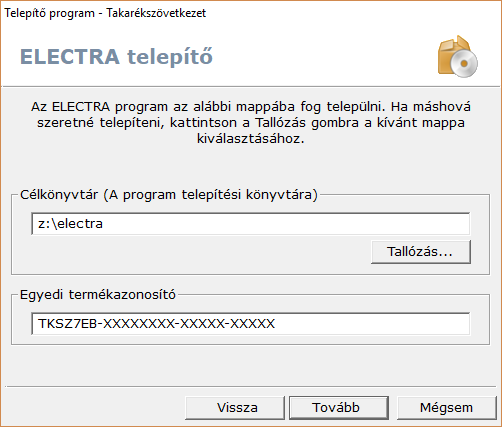 Telepítő program - Takarékszövetkezet
ELECTRA telepítő
Az ELECTRA program az alábbi mappába fog települni. Ha máshová
szeretné telepíteni, kattintson a Tallózás gombra a kívánt mappa
kiválasztásához.
Célkönyvtár (A program telepítési könyvtára)
z:\electra
Tallózás...
Egyedi termékazonosító
TKSZ7EB-XXXXXXXX-XXXXX-XXXXX
Vissza
Tovább
Mégsem